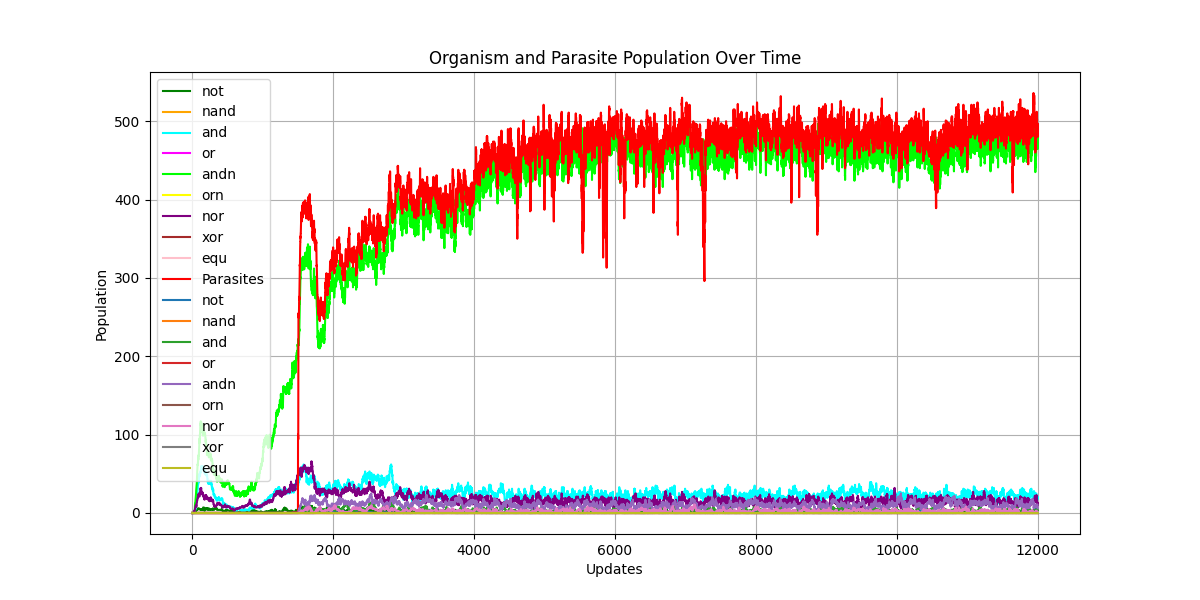 Organism and Parasite Population Over Time
not
nand
and
or
andn
orn
nor
xor
equ
Parasites
not
nand
and
or
andn
orn
nor
xor
equ
500
400
300
200
100
0
Population
0 2000 4000 6000 8000 10000 12000
Updates